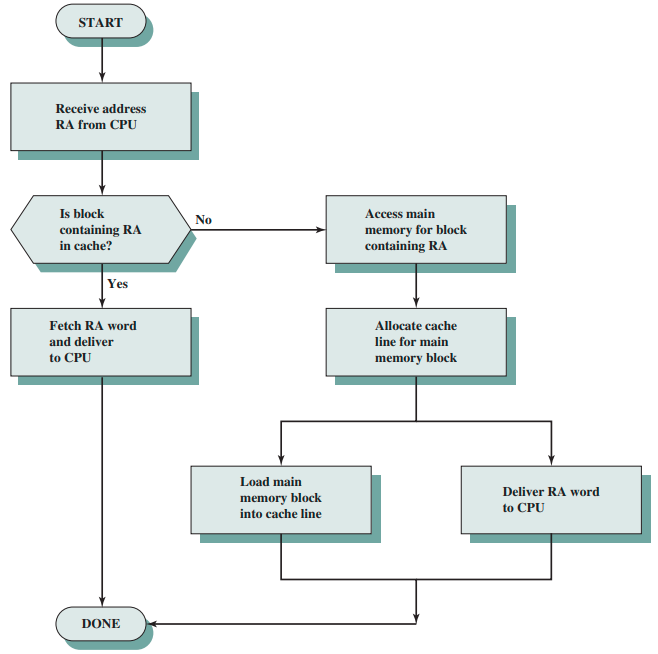 START
Receive address
RA from CPU
Is block
containing RA
in cache?
No
Access main
memory for block
containing RA
Yes
Fetch RA word
and deliver
to CPU
Allocate cache
line for main
memory block
Load main
memory block
into cache line
Deliver RA word
to CPU
DONE